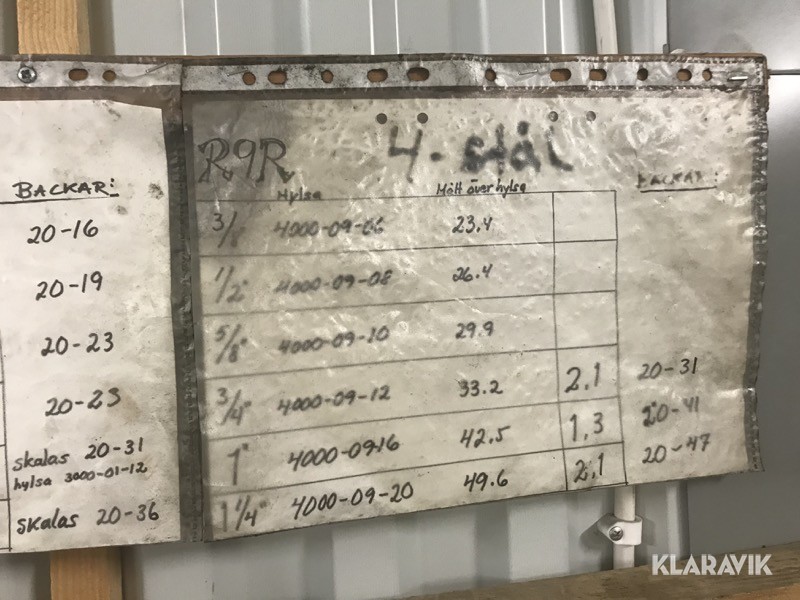 BACKAR:
20-16
20-19
20-23
20-23
skalas 20-31
hylsa 3000-01-12
skalas 20-36
R9R 4-stål
Hylsa Mått över hylsa BACKAR:
3/8" 4000-09-06 23.4
1/2" 4000-09-08 26.4
5/8" 4000-09-10 29.9
3/4" 4000-09-12 33.2 2,1 20-31
1" 4000-09-16 42.5 1,3 20-41
1 1/4" 4000-09-20 49.6 2,1 20-47
KLARAVIK